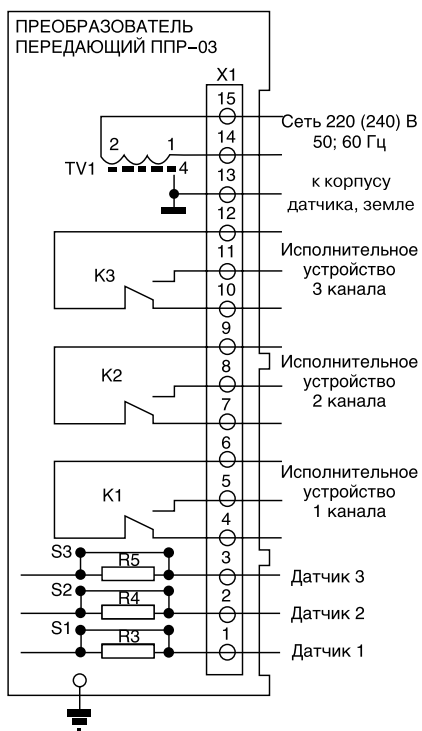 ПРЕОБРАЗОВАТЕЛЬ
ПЕРЕДАЮЩИЙ ППР–03
X1
15
Сеть 220 (240) В
50; 60 Гц
2
1
14
TV1
4
13
к корпусу
датчика, земле
12
11
Исполнительное
устройство
3 канала
K3
10
9
8
Исполнительное
устройство
2 канала
K2
7
6
5
Исполнительное
устройство
1 канала
K1
4
S3
R5
3
Датчик 3
S2
R4
2
Датчик 2
S1
R3
1
Датчик 1